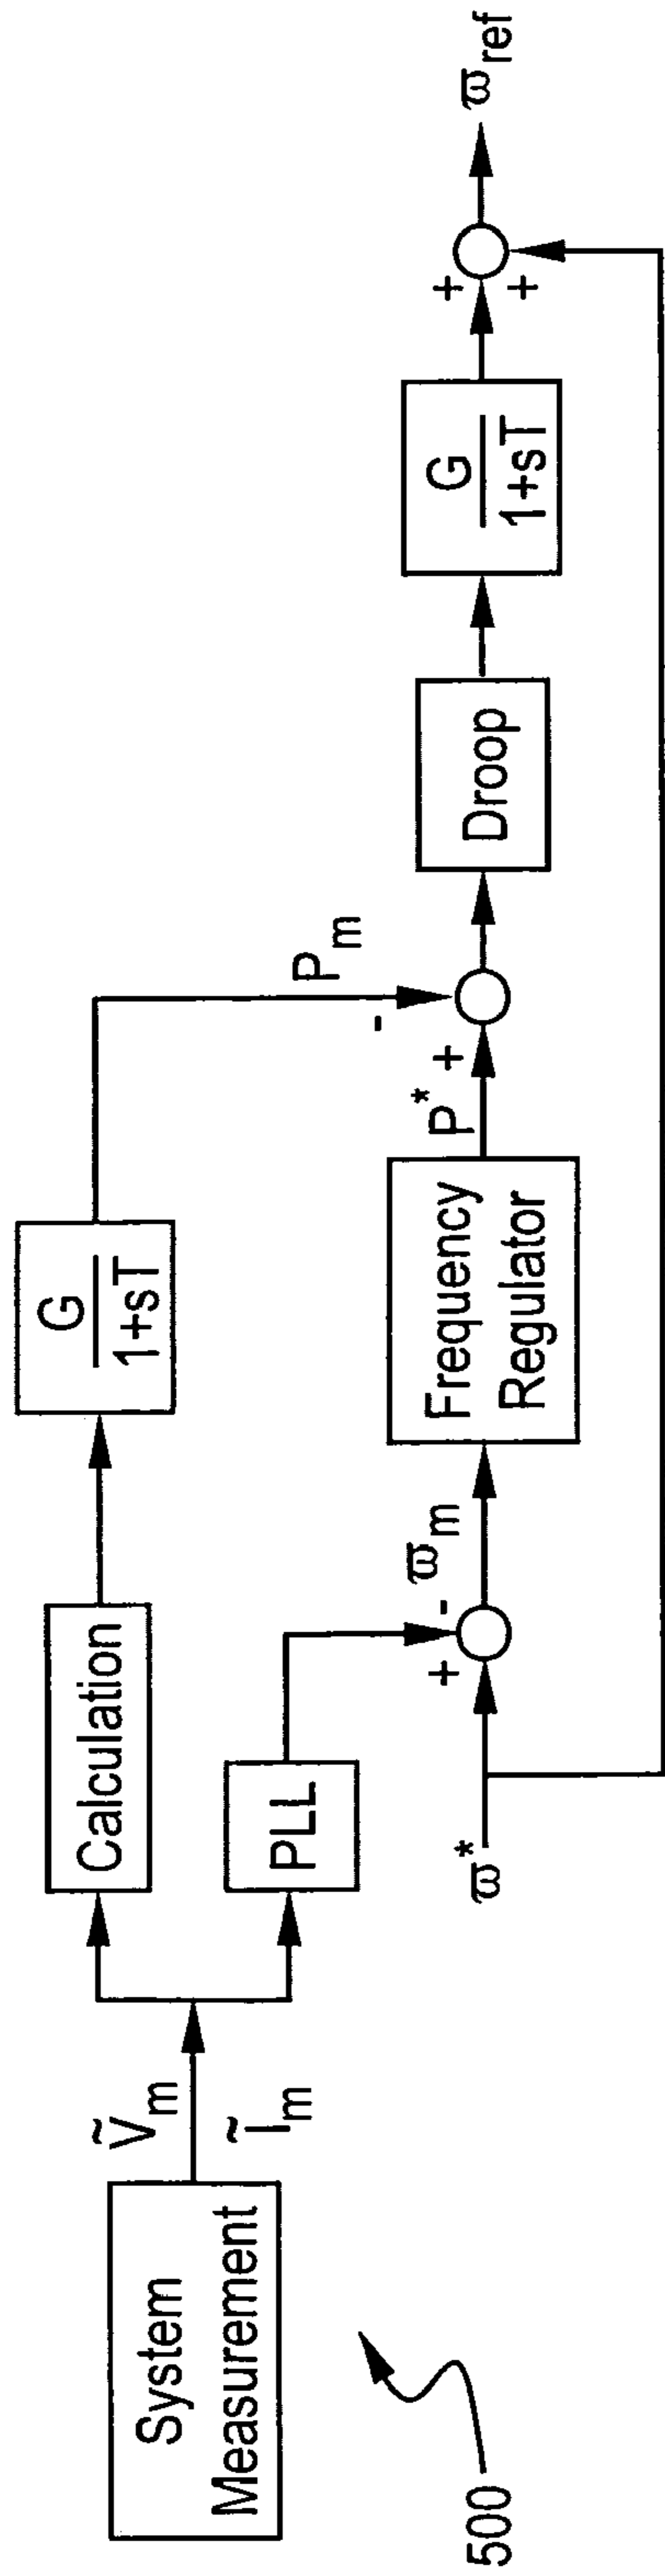 System
Measurement
Ṽm
Ĩm
Calculation
PLL
G
1+sT
Pm
-
ϖ*
+
-
ϖm
Frequency
Regulator
P*
+
Droop
G
1+sT
+
+
ϖref
500